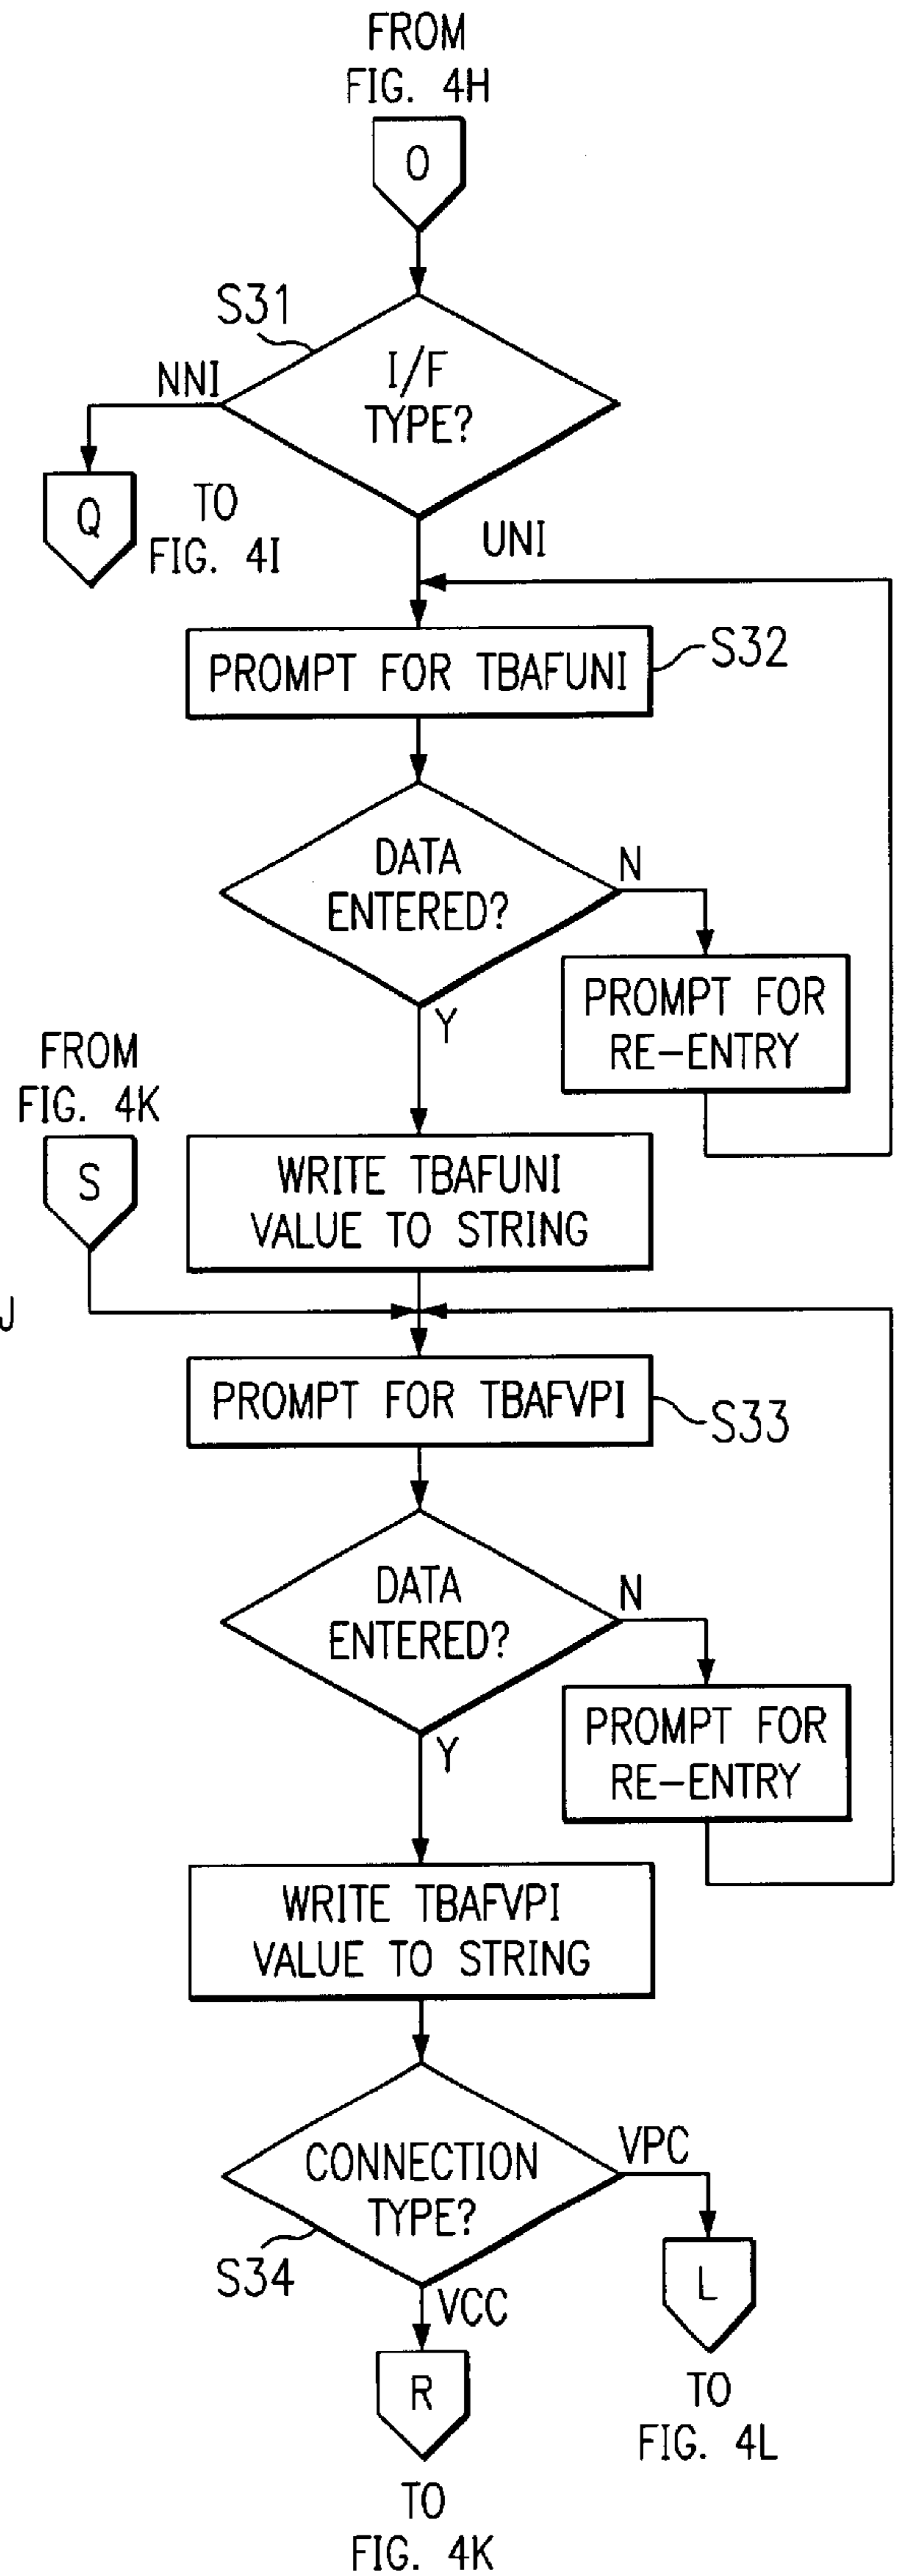 FROM
FIG. 4H
O
S31
I/F
TYPE?
NNI
Q
TO
FIG. 4I
UNI
PROMPT FOR TBAFUNI
S32
DATA
ENTERED?
N
Y
PROMPT FOR
RE-ENTRY
FROM
FIG. 4K
S
WRITE TBAFUNI
VALUE TO STRING
J
PROMPT FOR TBAFVPI
S33
DATA
ENTERED?
N
Y
PROMPT FOR
RE-ENTRY
WRITE TBAFVPI
VALUE TO STRING
CONNECTION
TYPE?
VPC
S34
VCC
L
R
TO
FIG. 4L
TO
FIG. 4K